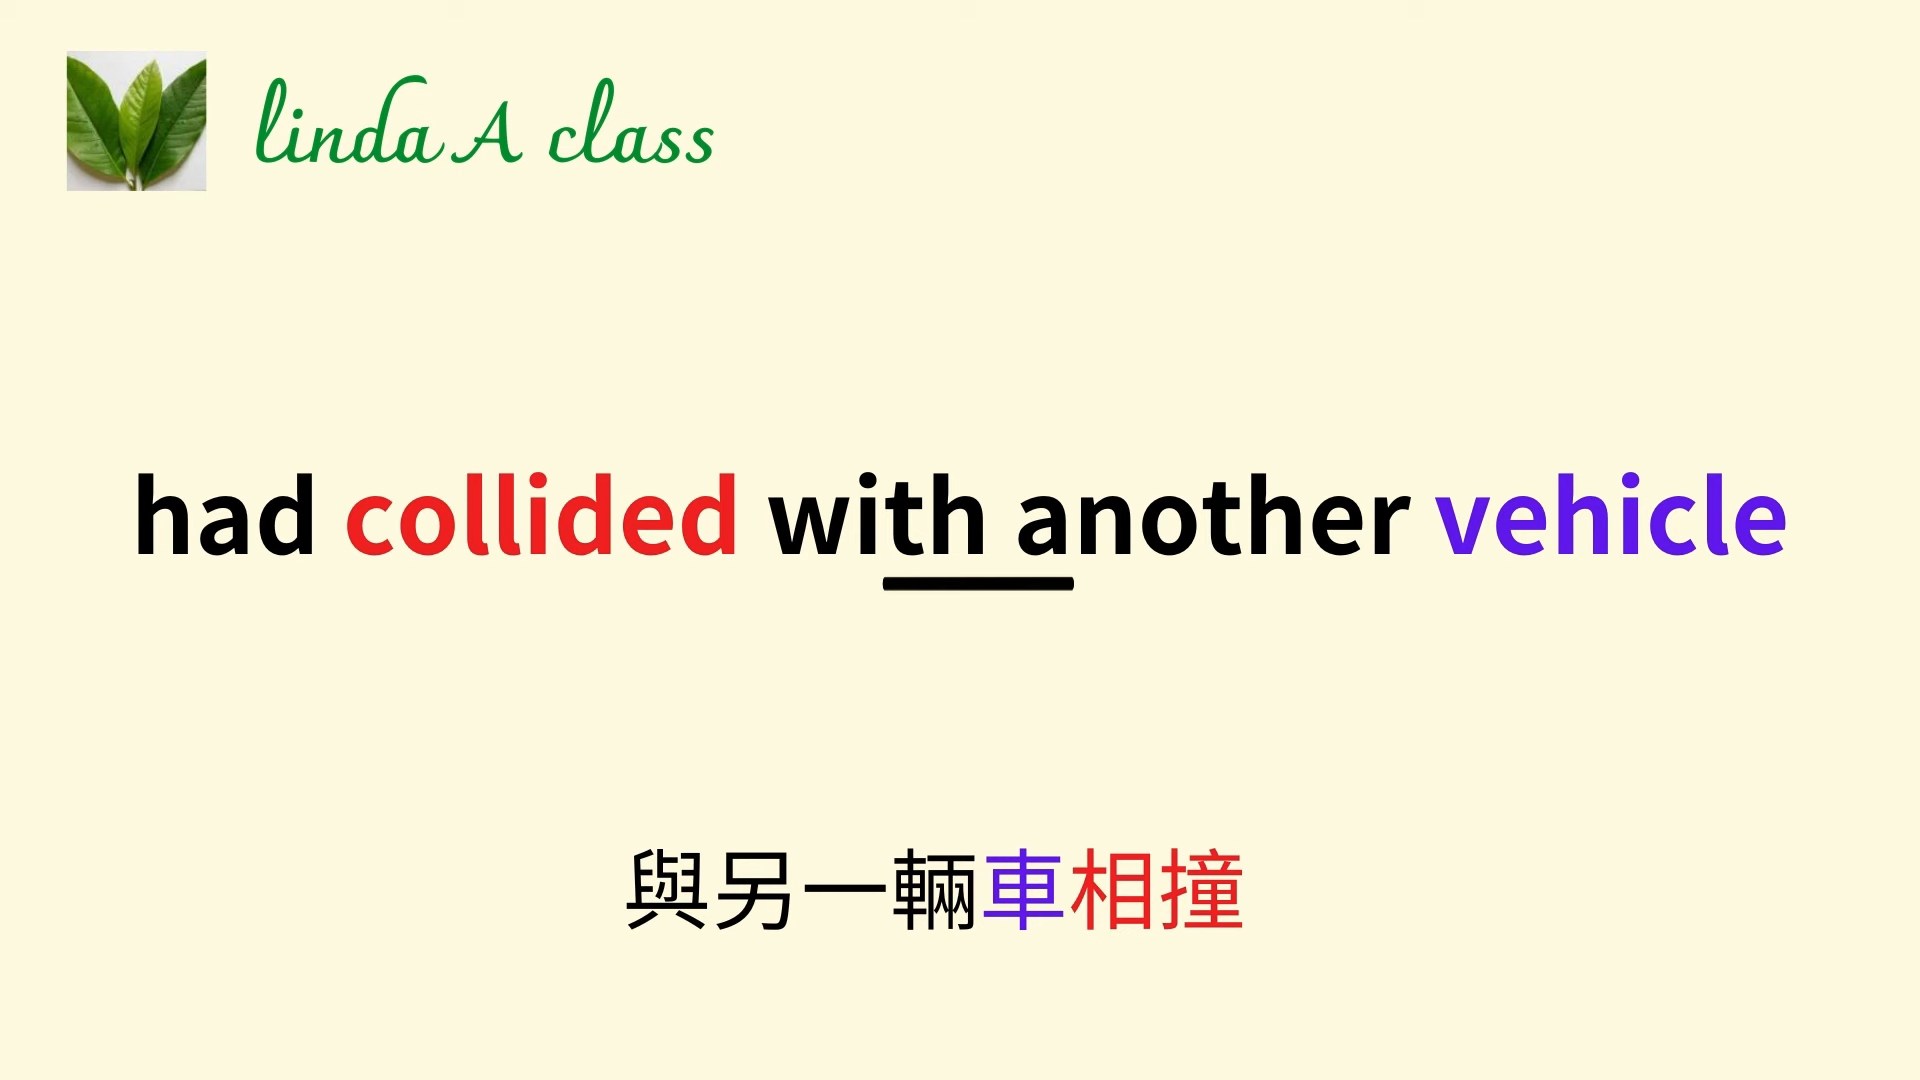 linda A class
had collided with another vehicle
與另一輛車相撞